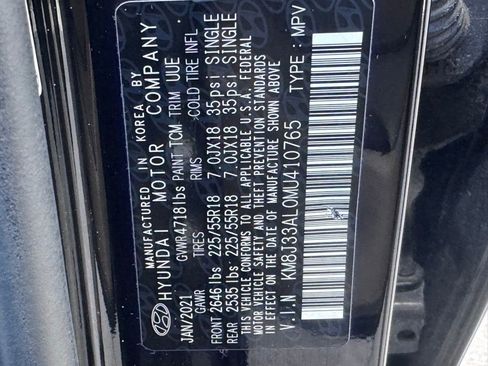 HYUNDAI MOTOR COMPANY
MANUFACTURED IN KOREA BY
JAN/2021 GVWR4718lbs PAINT TCM TRIM UUE
GAWR TIRES RIMS COLD TIRE INFL
FRONT 2646 lbs 225/55R18 7.0JX18 35psi SINGLE
REAR 2535 lbs 225/55R18 7.0JX18 35psi SINGLE
THIS VEHICLE CONFORMS TO ALL APPLICABLE U.S.A. FEDERAL
MOTOR VEHICLE SAFETY AND THEFT PREVENTION STANDARDS
IN EFFECT ON THE DATE OF MANUFACTURE SHOWN ABOVE
V.I.N KM8J33AL0MU410765 TYPE : MPV